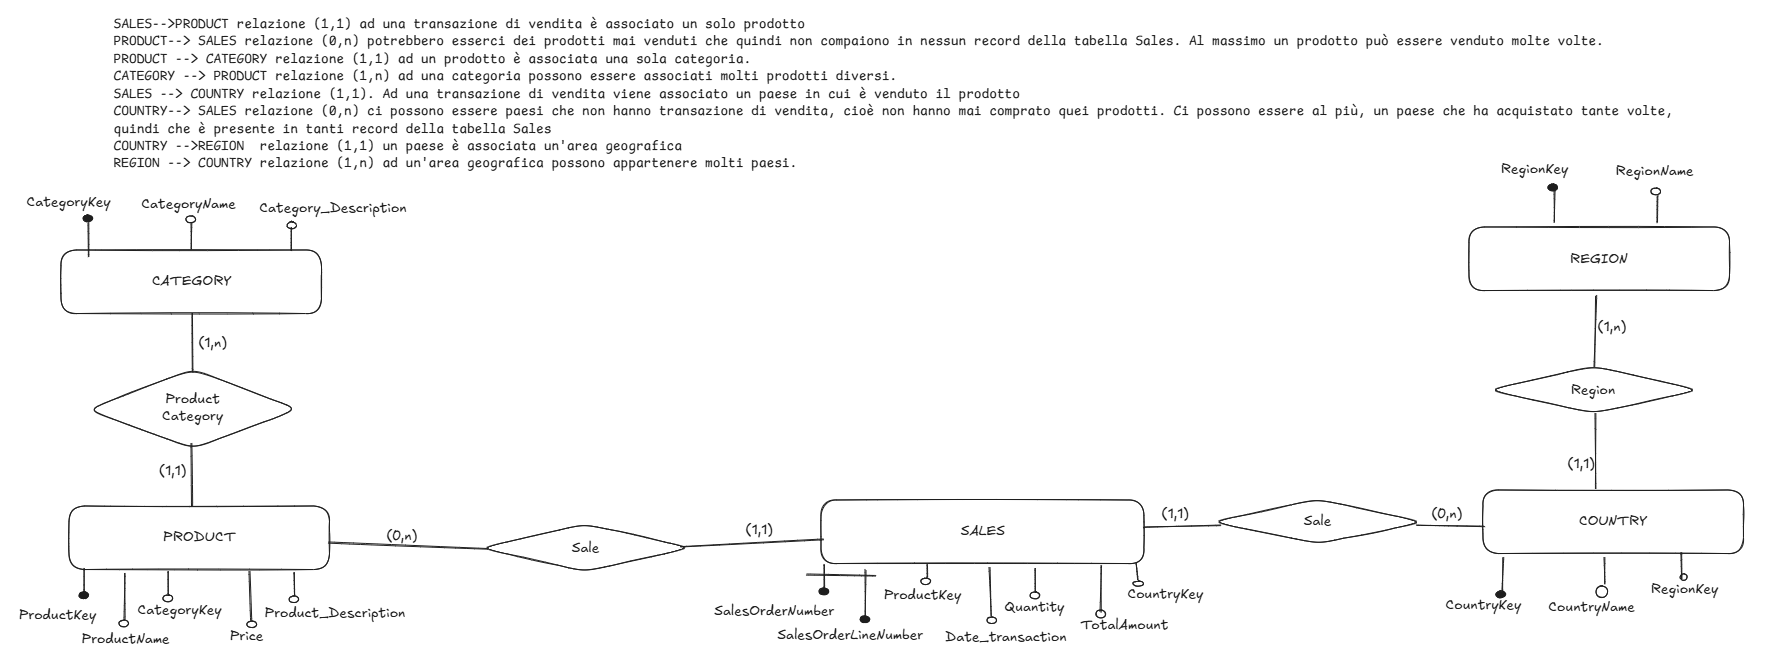 SALES-->PRODUCT relazione (1,1) ad una transazione di vendita è associato un solo prodotto
PRODUCT--> SALES relazione (0,n) potrebbero esserci dei prodotti mai venduti che quindi non compaiono in nessun record della tabella Sales. Al massimo un prodotto può essere venduto molte volte.
PRODUCT --> CATEGORY relazione (1,1) ad un prodotto è associata una sola categoria.
CATEGORY --> PRODUCT relazione (1,n) ad una categoria possono essere associati molti prodotti diversi.
SALES --> COUNTRY relazione (1,1). Ad una transazione di vendita viene associato un paese in cui è venduto il prodotto
COUNTRY--> SALES relazione (0,n) ci possono essere paesi che non hanno transazione di vendita, cioè non hanno mai comprato quei prodotti. Ci possono essere al più, un paese che ha acquistato tante volte,
quindi che è presente in tanti record della tabella Sales
COUNTRY -->REGION  relazione (1,1) un paese è associata un'area geografica
REGION --> COUNTRY relazione (1,n) ad un'area geografica possono appartenere molti paesi.
RegionKey RegionName
CategoryKey CategoryName Category_Description
REGION
CATEGORY
(1,n)
(1,n)
Region
Product
Category
(1,1)
(1,1)
PRODUCT
(0,n)
Sale
(1,1)
SALES
(1,1)
Sale
(0,n)
COUNTRY
ProductKey
ProductName
CategoryKey
Price
Product_Description
SalesOrderNumber
SalesOrderLineNumber
ProductKey
Date_transaction
Quantity
TotalAmount
CountryKey
CountryKey
CountryName
RegionKey